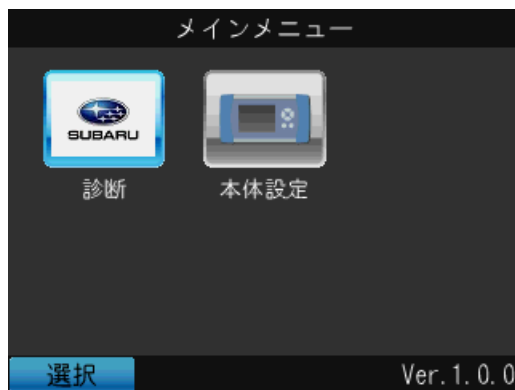 メインメニュー
SUBARU
診断
本体設定
選択
Ver.1.0.0